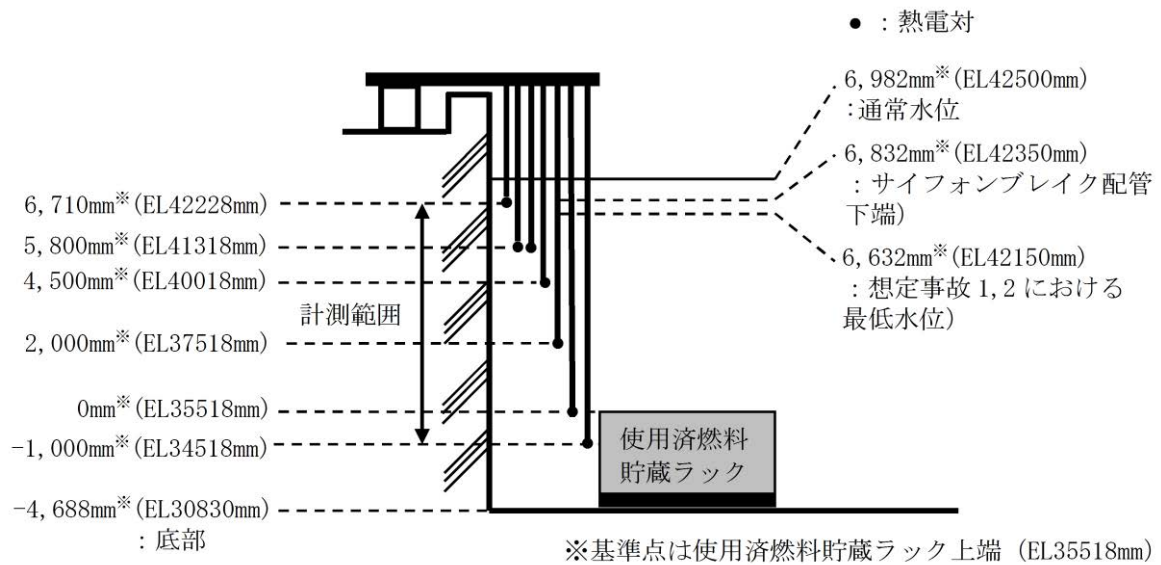 ● : 熱電対
6,982mm※(EL42500mm)
:通常水位
6,832mm※(EL42350mm)
: サイフォンブレイク配管
下端)
6,632mm※(EL42150mm)
: 想定事故 1,2 における
最低水位)
6,710mm※(EL42228mm)
5,800mm※(EL41318mm)
4,500mm※(EL40018mm)
計測範囲
2,000mm※(EL37518mm)
0mm※(EL35518mm)
-1,000mm※(EL34518mm)
使用済燃料
貯蔵ラック
-4,688mm※(EL30830mm)
: 底部
※基準点は使用済燃料貯蔵ラック上端 (EL35518mm)